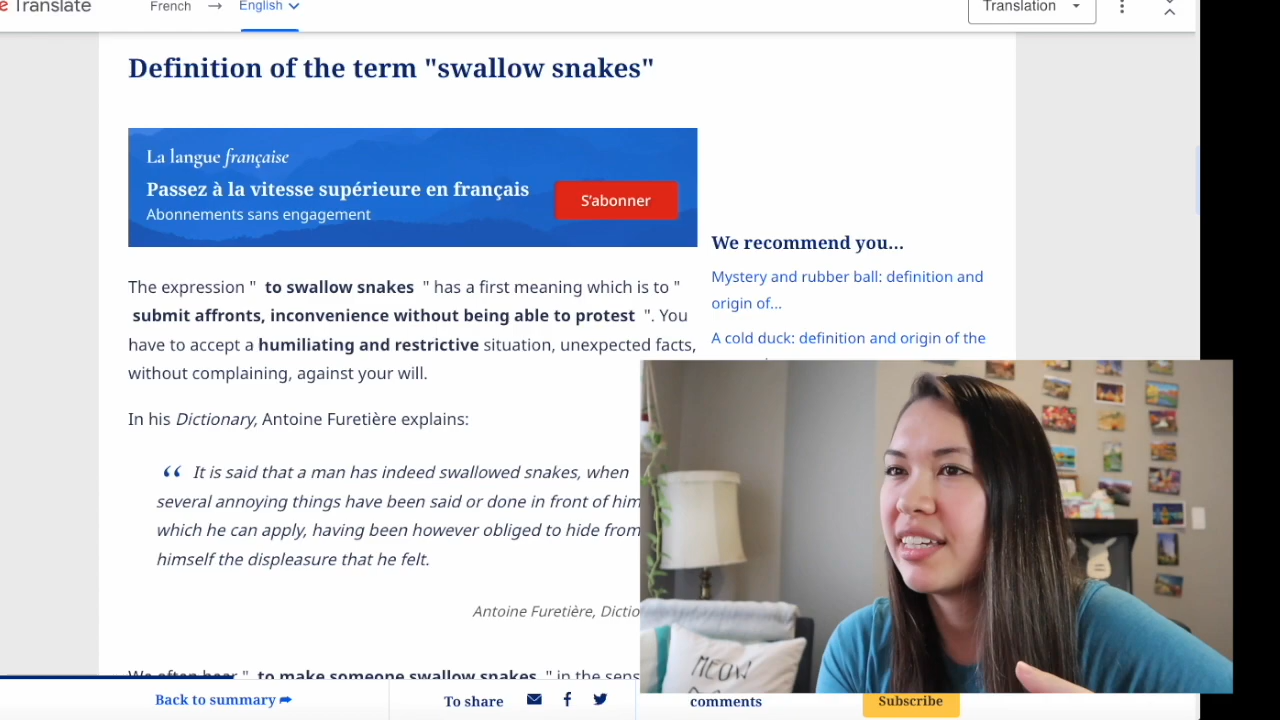 e Translate
French → English
Translation
Definition of the term "swallow snakes"
La langue française
Passez à la vitesse supérieure en français
Abonnements sans engagement
S'abonner
We recommend you...
Mystery and rubber ball: definition and
origin of...
A cold duck: definition and origin of the
The expression " to swallow snakes " has a first meaning which is to "
submit affronts, inconvenience without being able to protest ". You
have to accept a humiliating and restrictive situation, unexpected facts,
without complaining, against your will.
In his Dictionary, Antoine Furetière explains:
“ It is said that a man has indeed swallowed snakes, when
several annoying things have been said or done in front of him
which he can apply, having been however obliged to hide from
himself the displeasure that he felt.
Antoine Furetière, Dictio
We often hear " to make someone swallow snakes " in the sens
MEOW
Back to summary
To share
comments
Subscribe